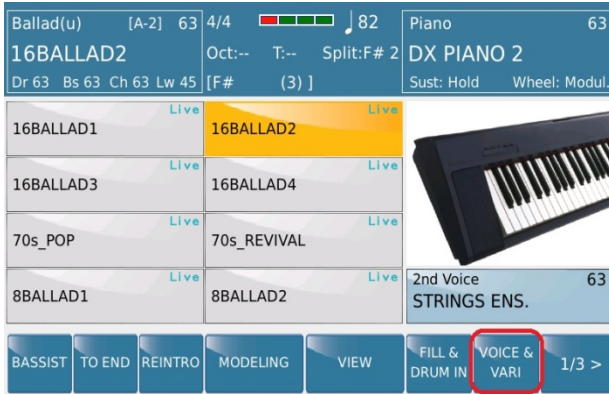 Ballad(u) [A-2] 63
16BALLAD2
Dr 63 Bs 63 Ch 63 Lw 45
4/4 82
Oct:-- T:-- Split:F# 2
[F# (3) ]
Piano 63
DX PIANO 2
Sust: Hold Wheel: Modul.
Live
16BALLAD1
Live
16BALLAD2
Live
16BALLAD3
Live
16BALLAD4
Live
70s_POP
Live
70s_REVIVAL
Live
8BALLAD1
Live
8BALLAD2
2nd Voice 63
STRINGS ENS.
BASSIST
TO END
REINTRO
MODELING
VIEW
FILL &
DRUM IN
VOICE &
VARI
1/3 >